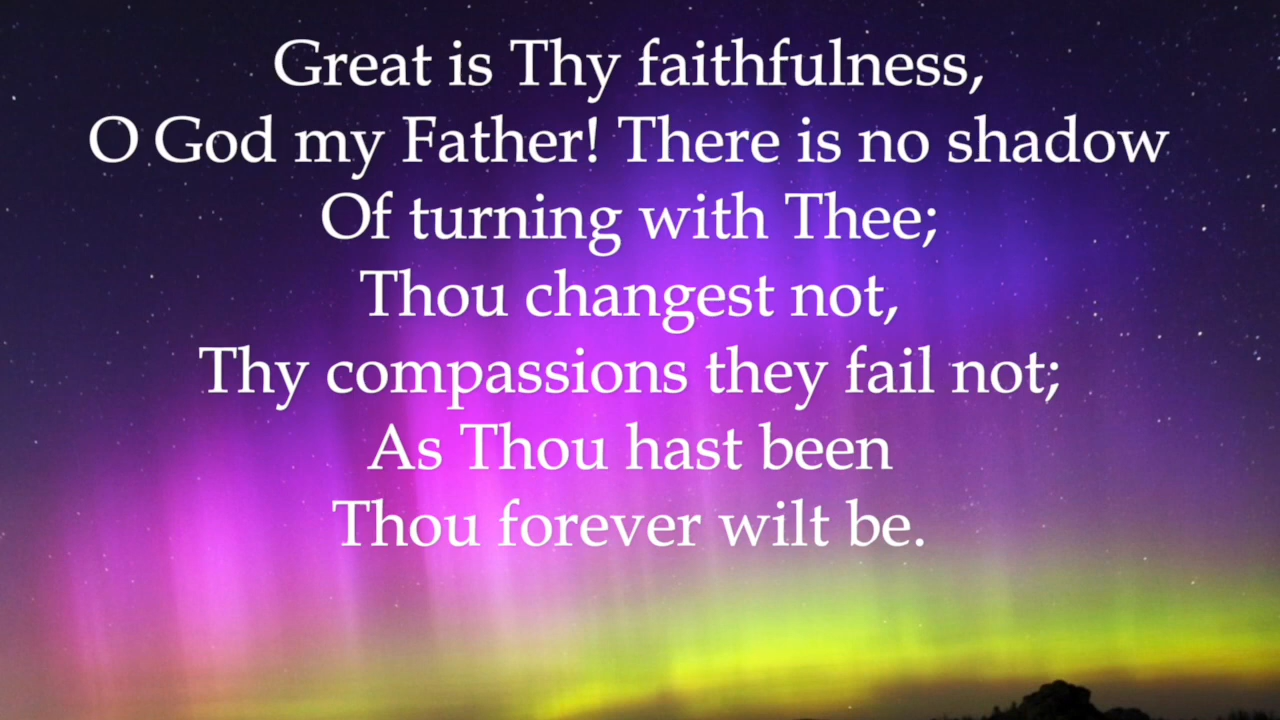 Great is Thy faithfulness,
O God my Father! There is no shadow
Of turning with Thee;
Thou changest not,
Thy compassions they fail not;
As Thou hast been
Thou forever wilt be.